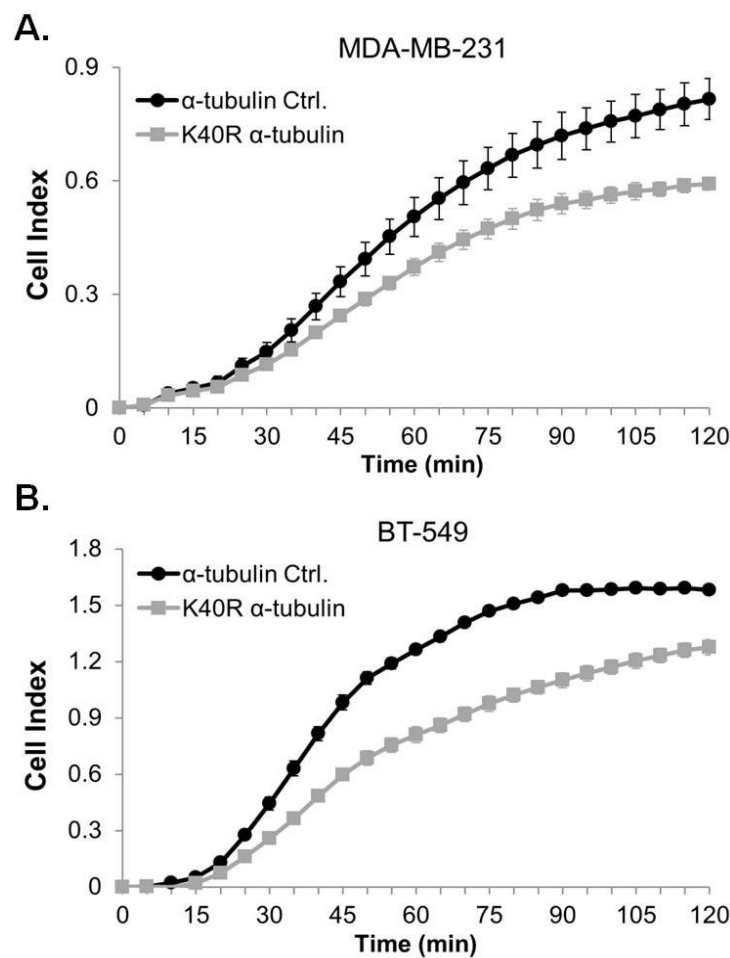 A.
MDA-MB-231
0.9
α-tubulin Ctrl.
K40R α-tubulin
0.6
Cell Index
0.3
0
0 15 30 45 60 75 90 105 120
Time (min)
B.
BT-549
1.8
α-tubulin Ctrl.
1.5
K40R α-tubulin
1.2
Cell Index
0.9
0.6
0.3
0
0 15 30 45 60 75 90 105 120
Time (min)